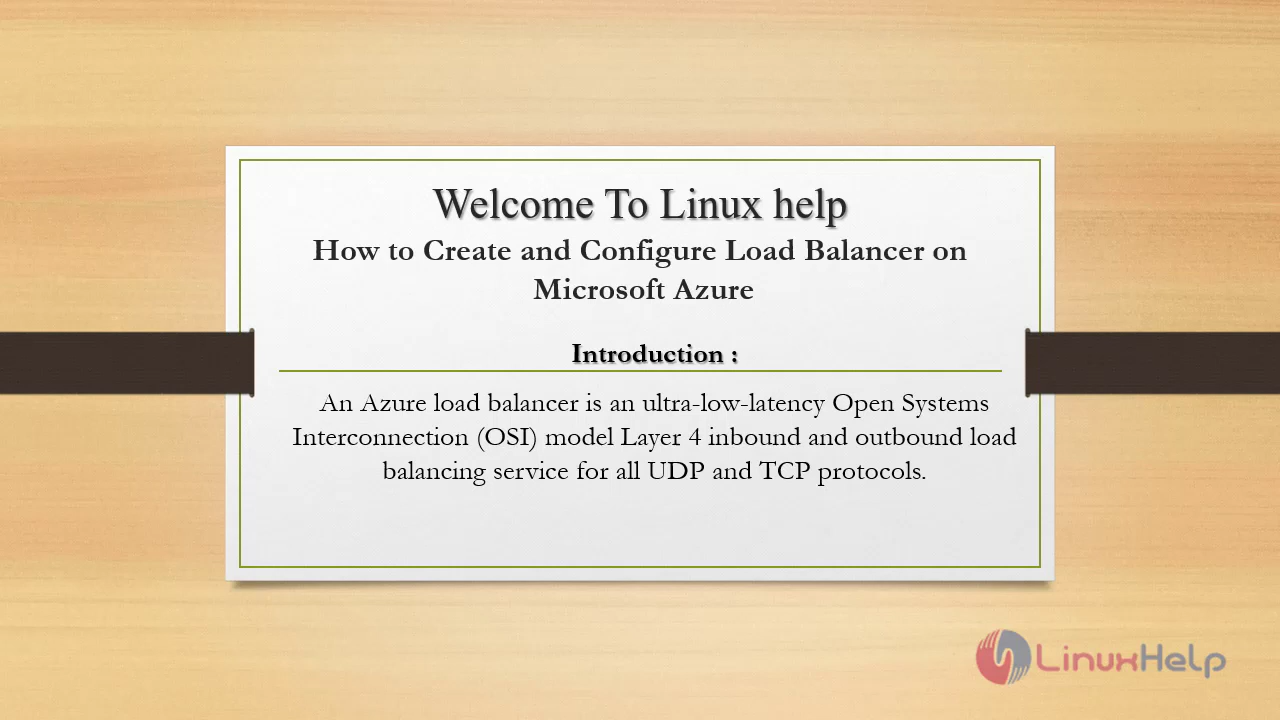 Welcome To Linux help
How to Create and Configure Load Balancer on
Microsoft Azure
Introduction :
An Azure load balancer is an ultra-low-latency Open Systems
Interconnection (OSI) model Layer 4 inbound and outbound load
balancing service for all UDP and TCP protocols.
LinuxHelp